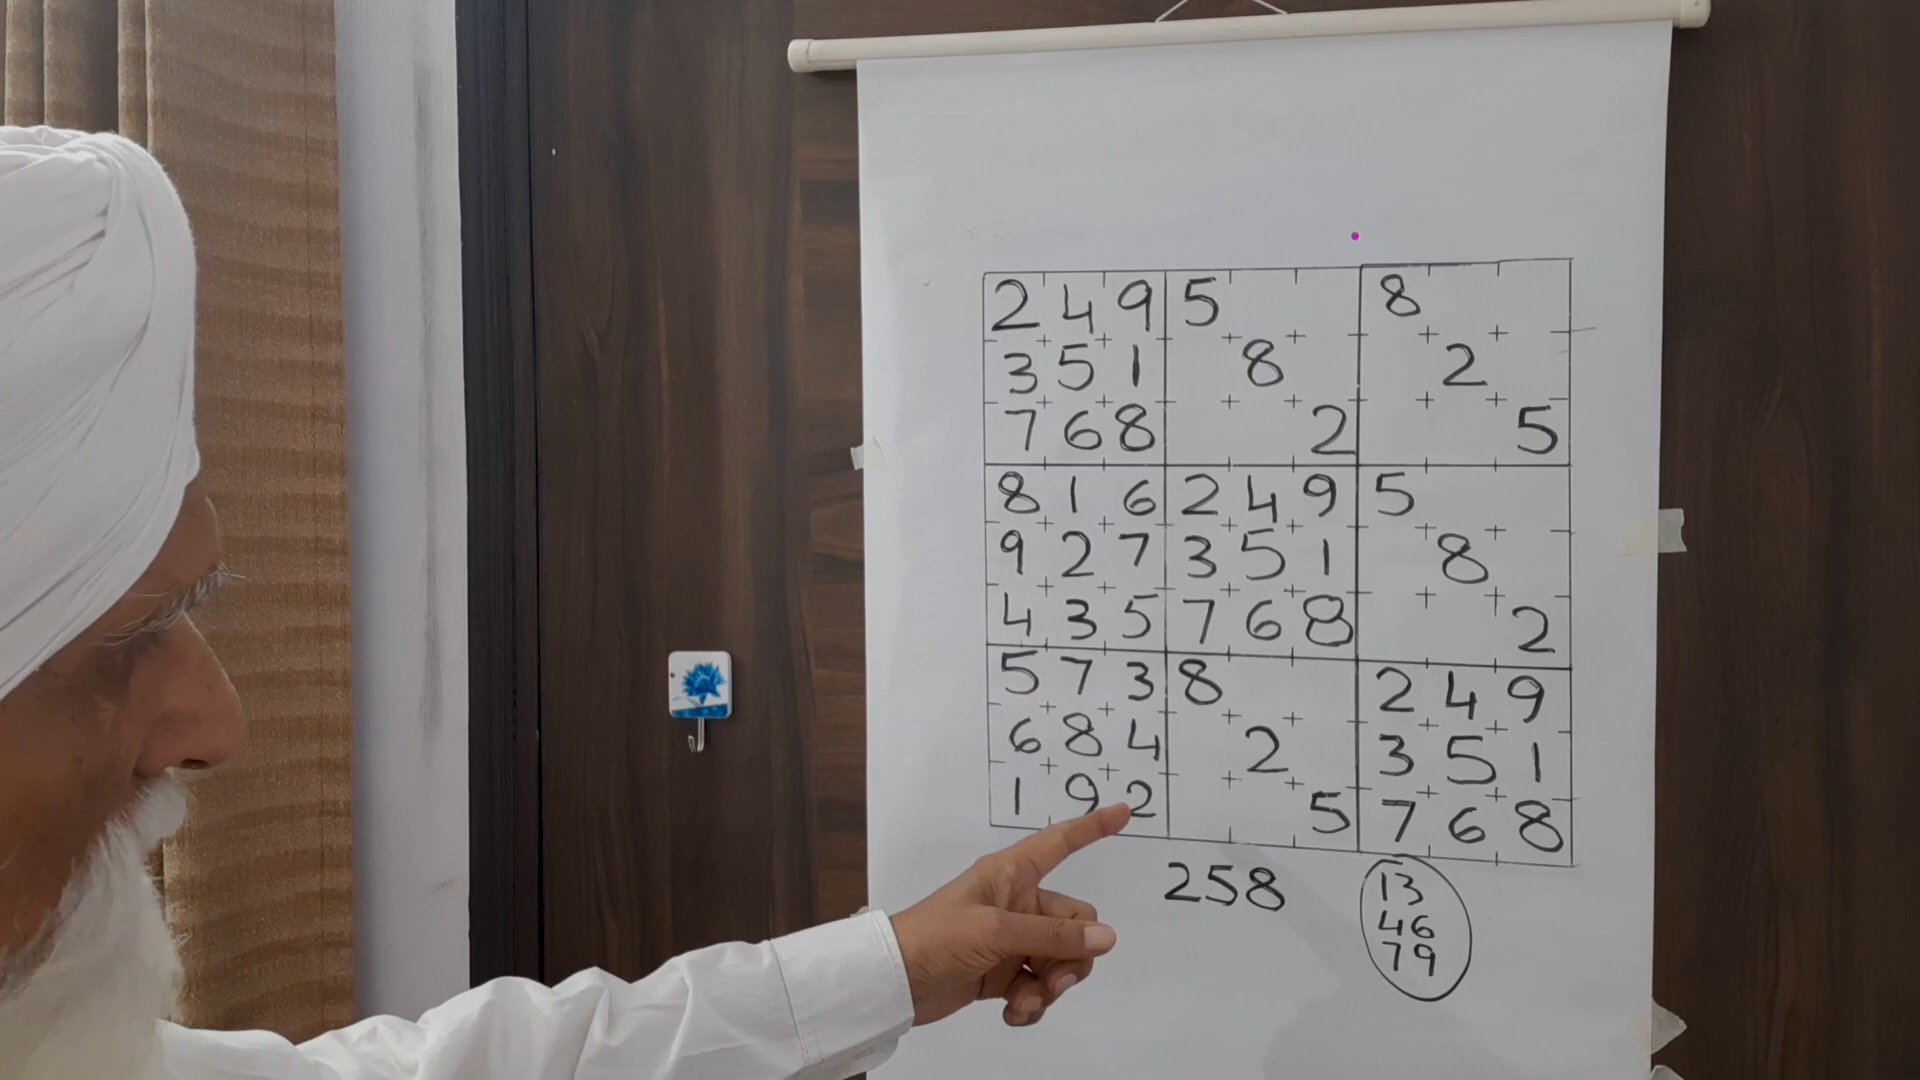 2 4 9 5 8
3 5 1 8 2
7 6 8 2 5
8 1 6 2 4 9 5
9 2 7 3 5 1 8
4 3 5 7 6 8 2
5 7 3 8 2 4 9
6 8 4 2 3 5 1
1 9 2 5 7 6 8
258
13
46
79